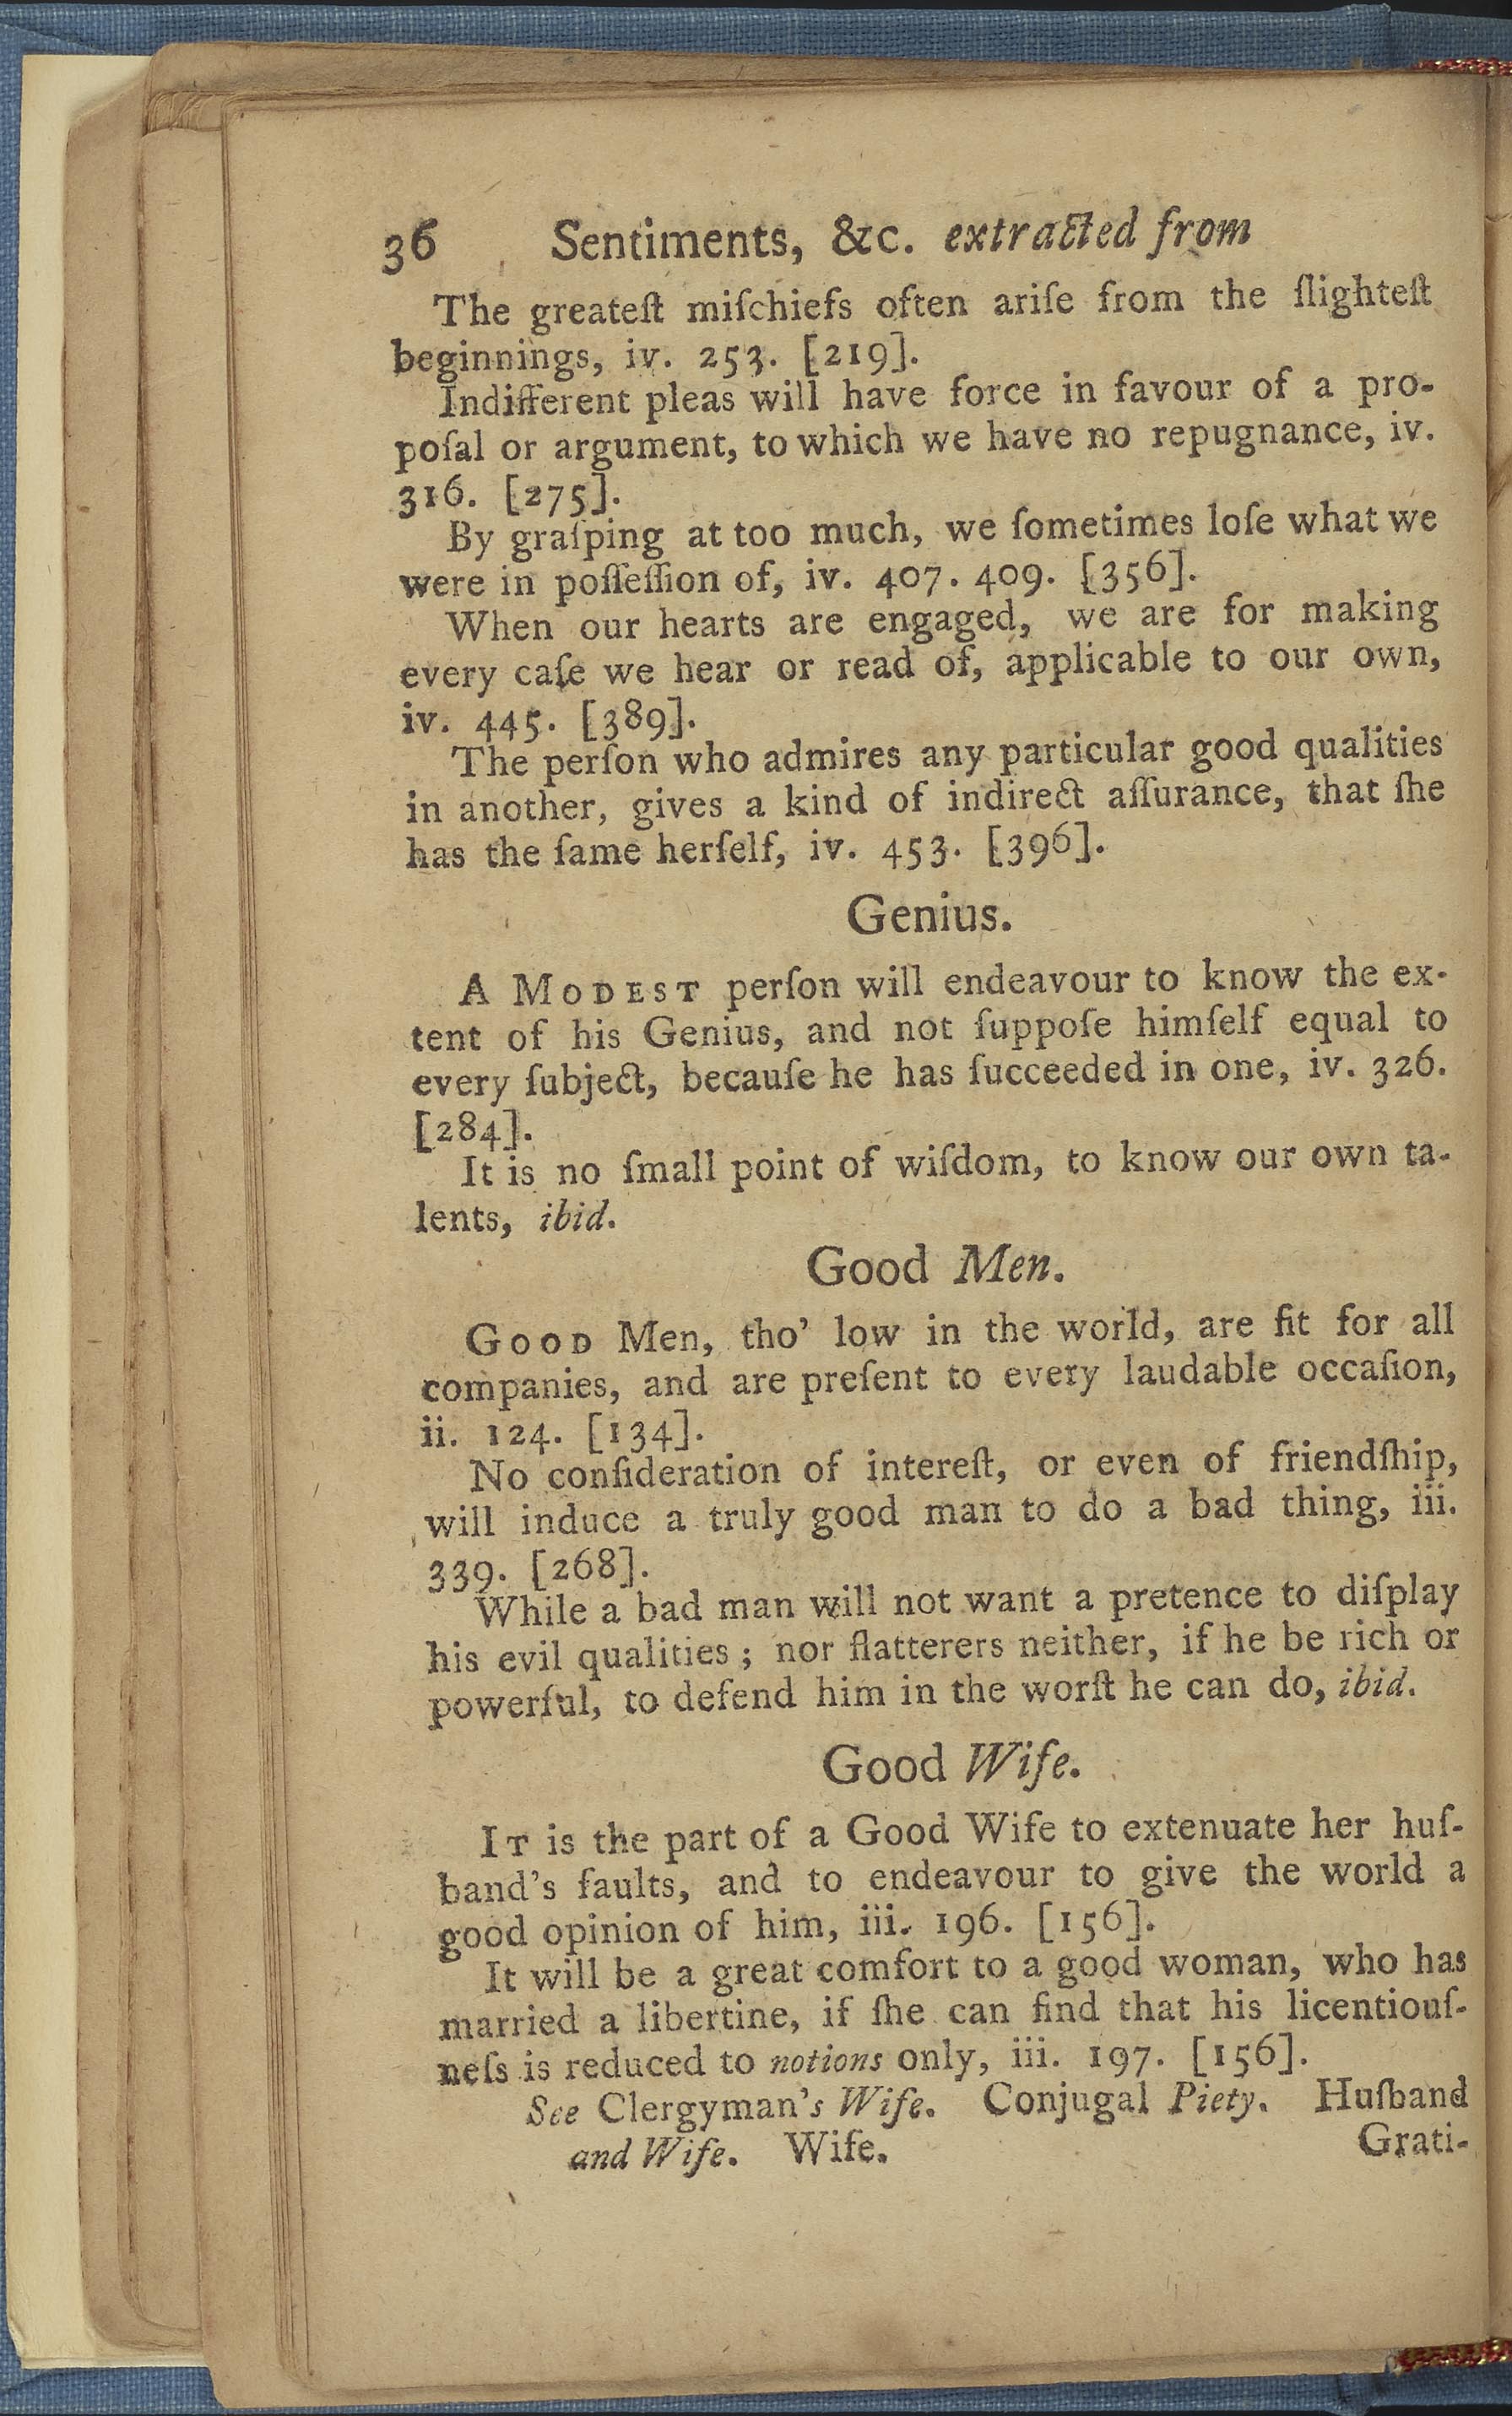 36 Sentiments, &c. extracted from
The greateſt miſchiefs often ariſe from the ſlighteſt
beginnings, iv. 253. [219].
Indifferent pleas will have force in favour of a pro-
poſal or argument, to which we have no repugnance, iv.
316. [275].
By graſping at too much, we ſometimes loſe what we
were in poſſeſſion of, iv. 407. 409. [356].
When our hearts are engaged, we are for making
every caſe we hear or read of, applicable to our own,
iv. 445. [389].
The perſon who admires any particular good qualities
in another, gives a kind of indirect aſſurance, that ſhe
has the ſame herſelf, iv. 453. [396].
Genius.
A MODEST perſon will endeavour to know the ex-
tent of his Genius, and not ſuppoſe himſelf equal to
every ſubject, becauſe he has ſucceeded in one, iv. 326.
[284].
It is no ſmall point of wiſdom, to know our own ta-
lents, ibid.
Good Men.
GOOD Men, tho' low in the world, are fit for all
companies, and are preſent to every laudable occaſion,
ii. 124. [134].
No conſideration of intereſt, or even of friendſhip,
will induce a truly good man to do a bad thing, iii.
339. [268].
While a bad man will not want a pretence to diſplay
his evil qualities; nor flatterers neither, if he be rich or
powerful, to defend him in the worſt he can do, ibid.
Good Wife.
IT is the part of a Good Wife to extenuate her huſ-
band's faults, and to endeavour to give the world a
good opinion of him, iii. 196. [156].
It will be a great comfort to a good woman, who has
married a libertine, if ſhe can find that his licentiouſ-
neſs is reduced to notions only, iii. 197. [156].
See Clergyman's Wife. Conjugal Piety. Huſband
and Wife. Wife.
Grati-